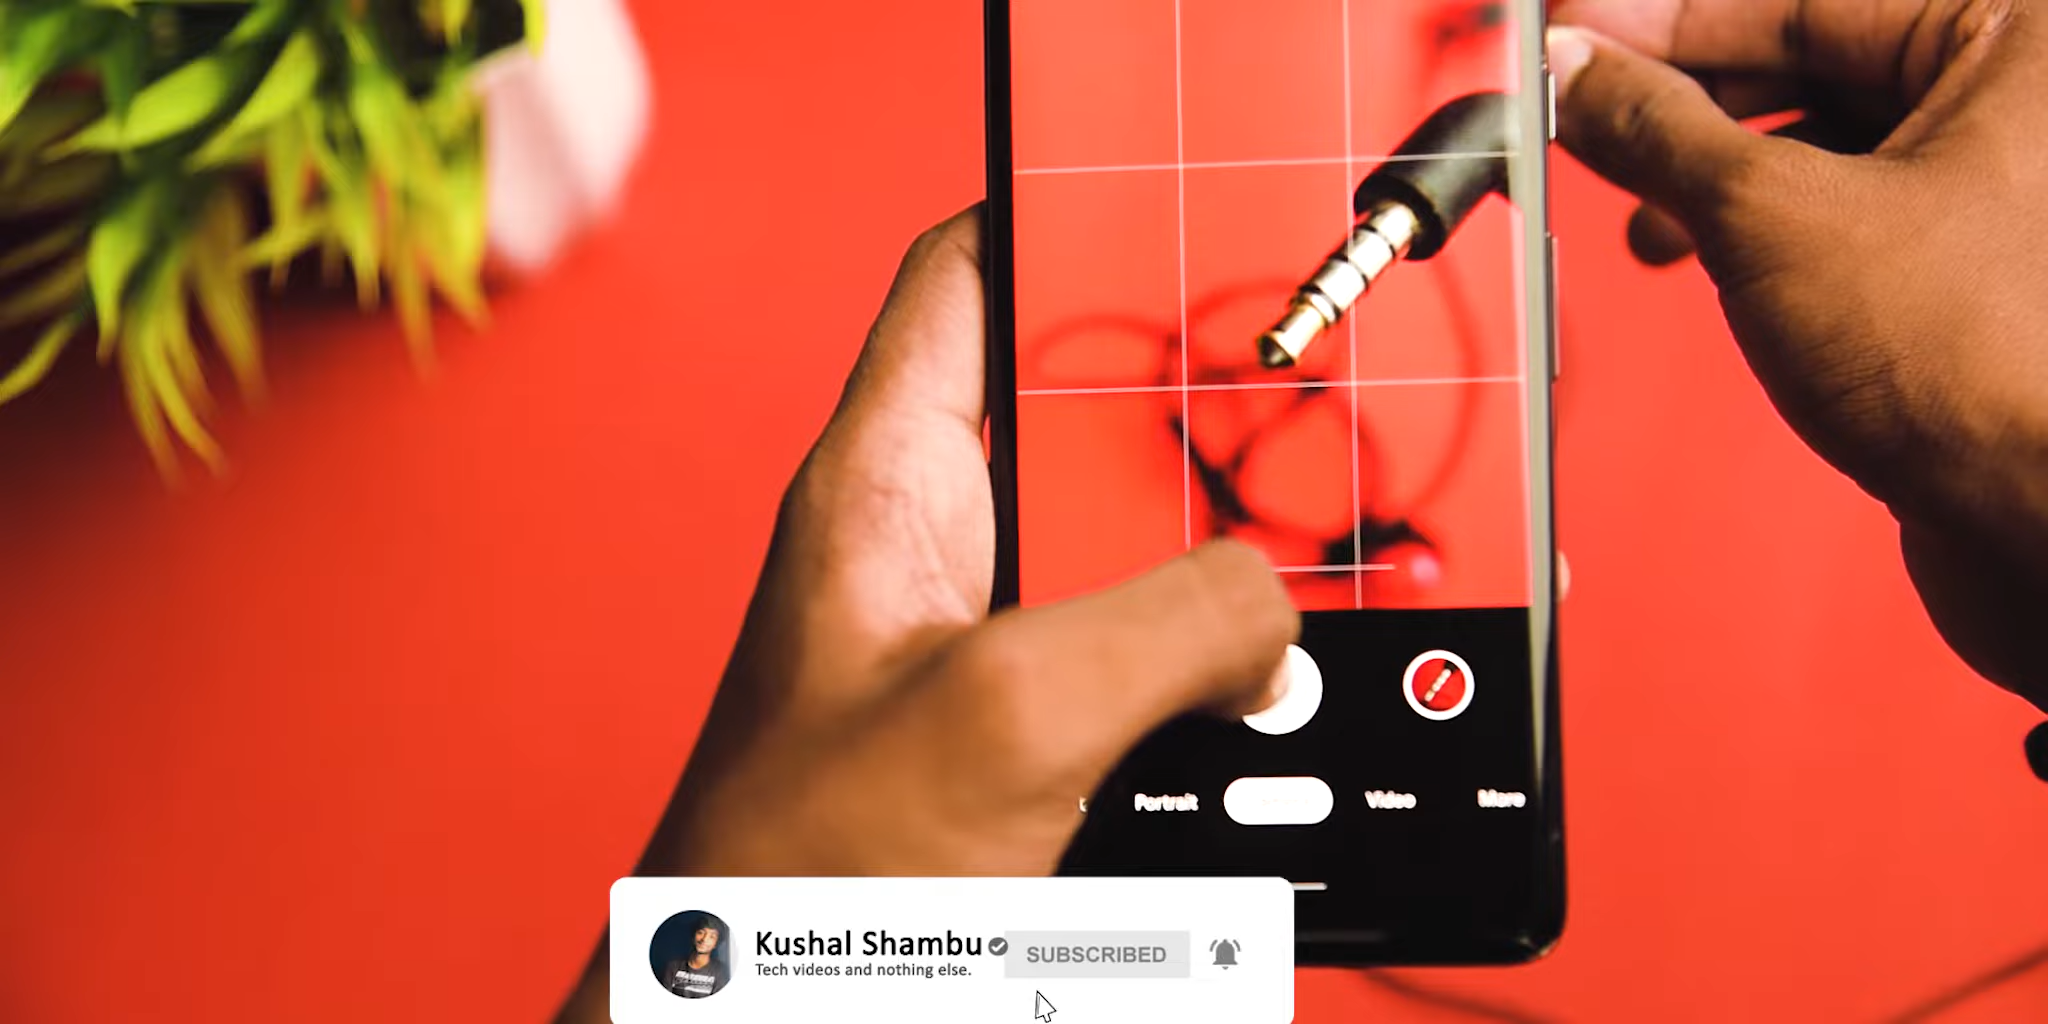 Portrait
Video
More
Kushal Shambu
SUBSCRIBED
Tech videos and nothing else.